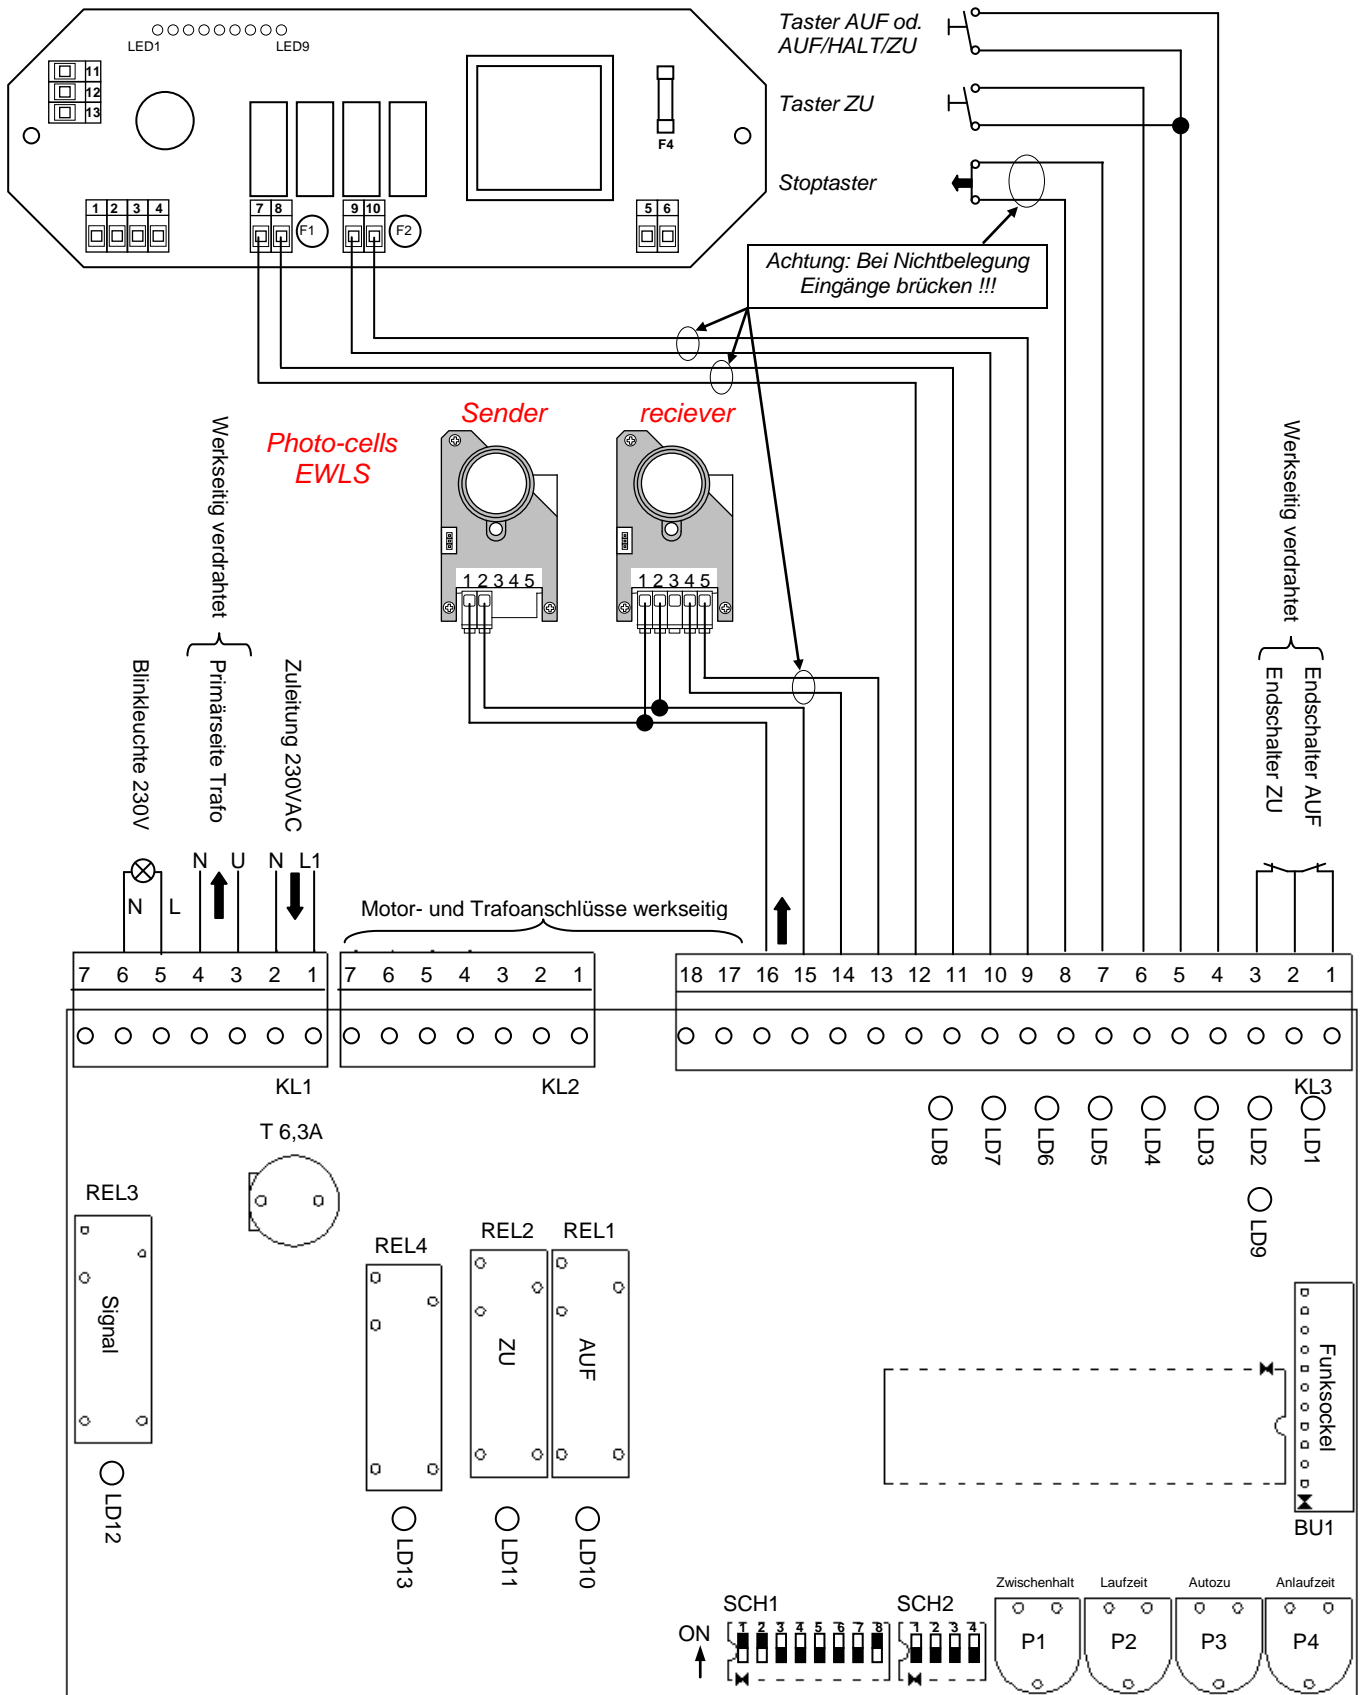 Taster AUF od.
AUF/HALT/ZU
LED1 LED9
11
12
13
Taster ZU
F4
Stoptaster
1 2 3 4
7 8
F1
9 10
F2
5 6
Achtung: Bei Nichtbelegung
Eingänge brücken !!!
Sender
reciever
Photo-cells
EWLS
1 2 3 4 5
1 2 3 4 5
Werkseitig verdrahtet
Primärseite Trafo
Blinkleuchte 230V
Zuleitung 230VAC
Werkseitig verdrahtet
Endschalter AUF
Endschalter ZU
N L
N U
N L1
Motor- und Trafoanschlüsse werkseitig
7 6 5 4 3 2 1
7 6 5 4 3 2 1
18 17 16 15 14 13 12 11 10 9 8 7 6 5 4 3 2 1
KL1
KL2
KL3
LD8 LD7 LD6 LD5 LD4 LD3 LD2 LD1
LD9
T 6,3A
REL3
Signal
LD12
REL4
LD13
REL2
ZU
LD11
REL1
AUF
LD10
Funksockel
BU1
Zwischenhalt Laufzeit Autozu Anlaufzeit
P1 P2 P3 P4
SCH1
SCH2
ON
1 2 3 4 5 6 7 8
1 2 3 4